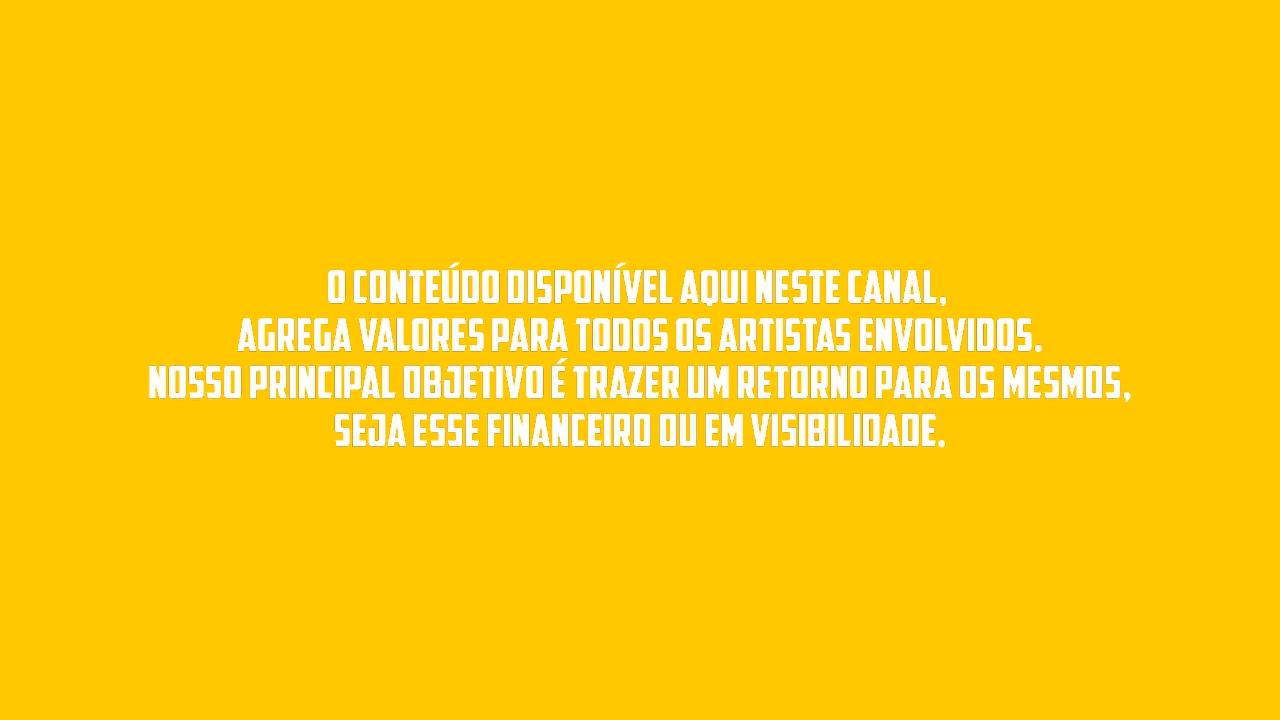 O CONTEÚDO DISPONÍVEL AQUI NESTE CANAL,
AGREGA VALORES PARA TODOS OS ARTISTAS ENVOLVIDOS.
NOSSO PRINCIPAL OBJETIVO É TRAZER UM RETORNO PARA OS MESMOS,
SEJA ESSE FINANCEIRO OU EM VISIBILIDADE.